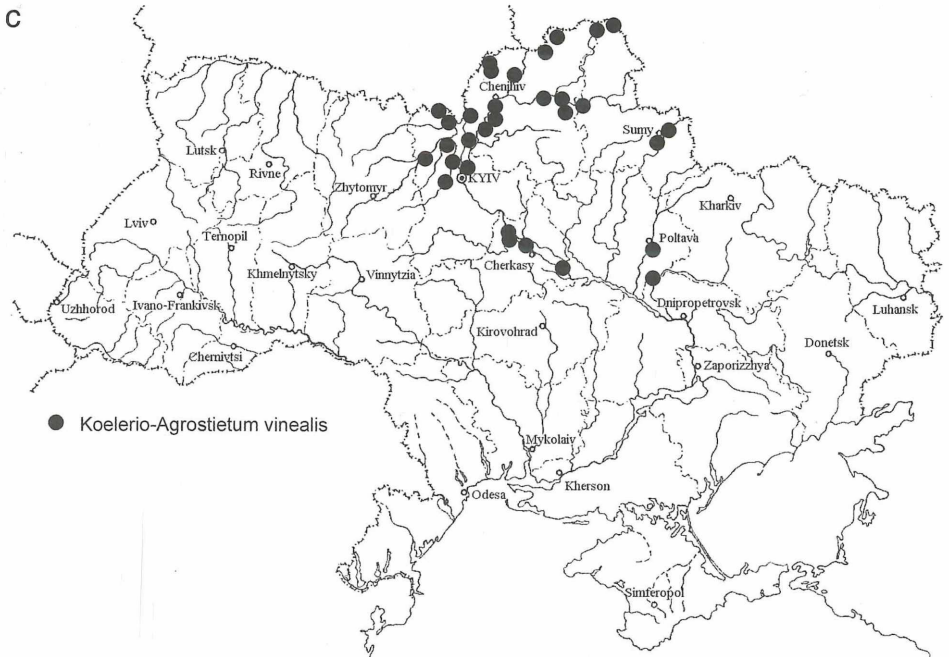 c
Chenihiv
Sumy
Lutsk
Rivne
KYIV
Zhytomyr
Kharkiv
Lviv
Ternopil
Poltava
Cherkasy
Khmelnytsky
Vinnytzia
Uzhhorod
Ivano-Frankivsk
Dnipropetrovsk
Luhansk
Kirovohrad
Donetsk
Chernivtsi
Zaporizzhya
Koelerio-Agrostietum vinealis
Mykolaiv
Kherson
Odesa
Simferopol